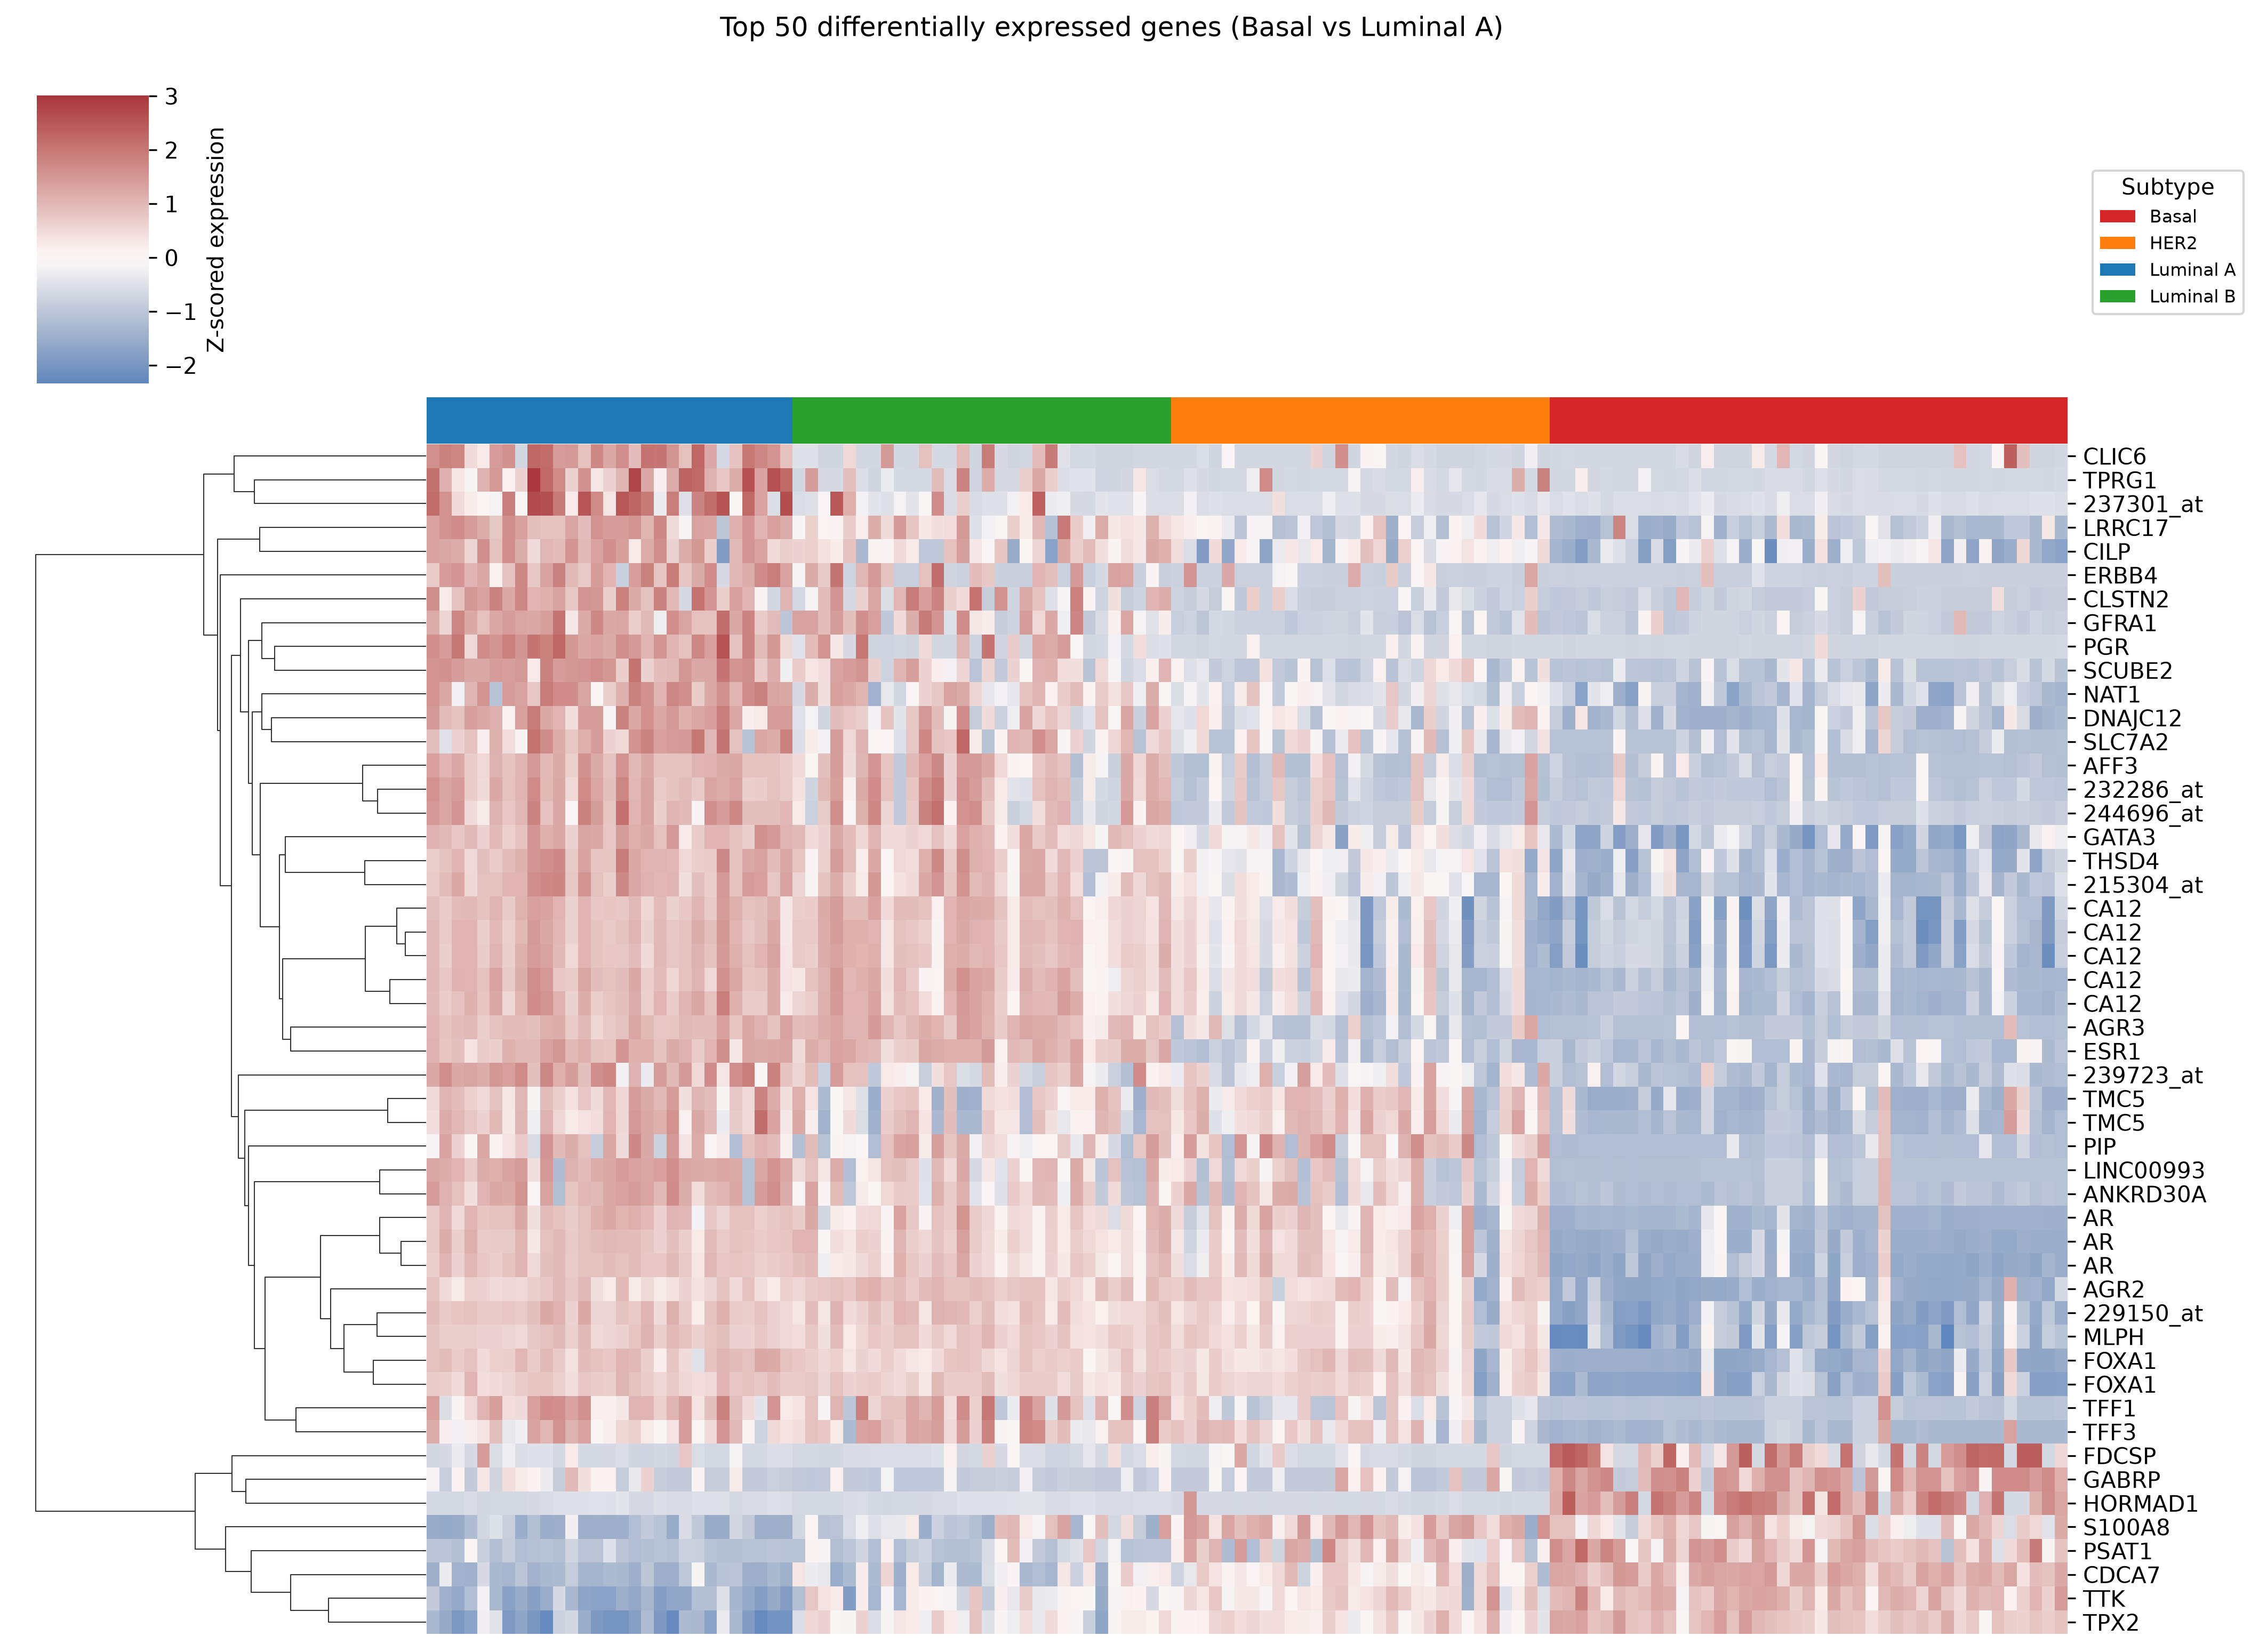 Top 50 differentially expressed genes (Basal vs Luminal A)
3
2
1
0
−1
−2
Z-scored expression
Subtype
Basal
HER2
Luminal A
Luminal B
CLIC6
TPRG1
237301_at
LRRC17
CILP
ERBB4
CLSTN2
GFRA1
PGR
SCUBE2
NAT1
DNAJC12
SLC7A2
AFF3
232286_at
244696_at
GATA3
THSD4
215304_at
CA12
CA12
CA12
CA12
CA12
AGR3
ESR1
239723_at
TMC5
TMC5
PIP
LINC00993
ANKRD30A
AR
AR
AR
AGR2
229150_at
MLPH
FOXA1
FOXA1
TFF1
TFF3
FDCSP
GABRP
HORMAD1
S100A8
PSAT1
CDCA7
TTK
TPX2